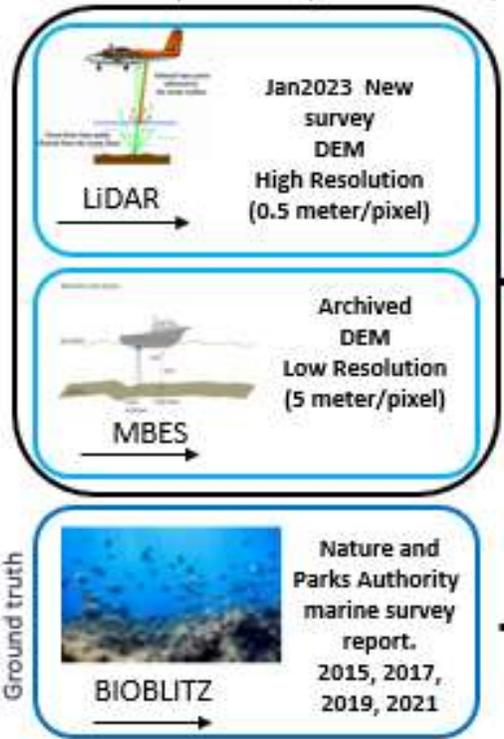 LiDAR
Jan2023 New
survey
DEM
High Resolution
(0.5 meter/pixel)
MBES
Archived
DEM
Low Resolution
(5 meter/pixel)
Ground truth
BIOBLITZ
Nature and
Parks Authority
marine survey
report.
2015, 2017,
2019, 2021